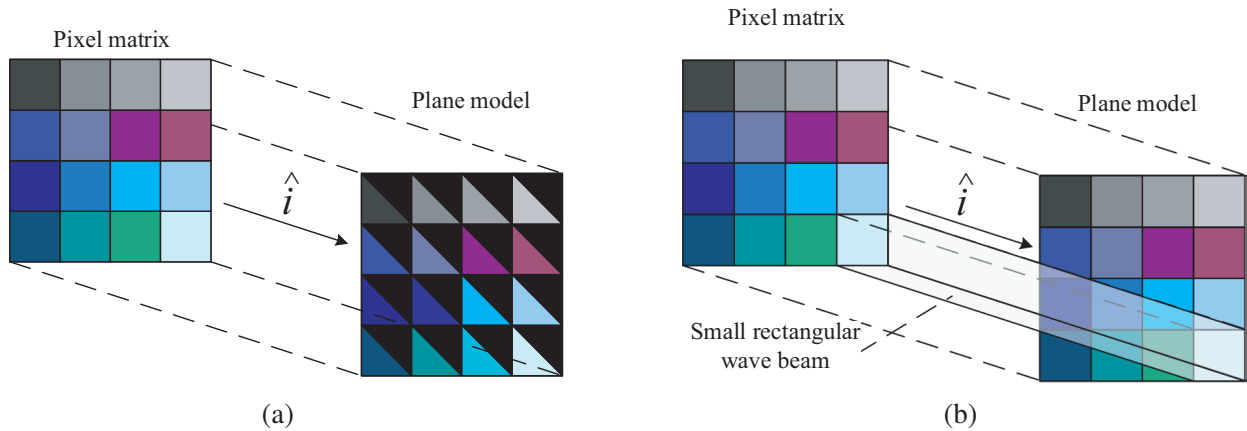 Pixel matrix
Plane model
î
(a)
Pixel matrix
Plane model
î
Small rectangular
wave beam
(b)